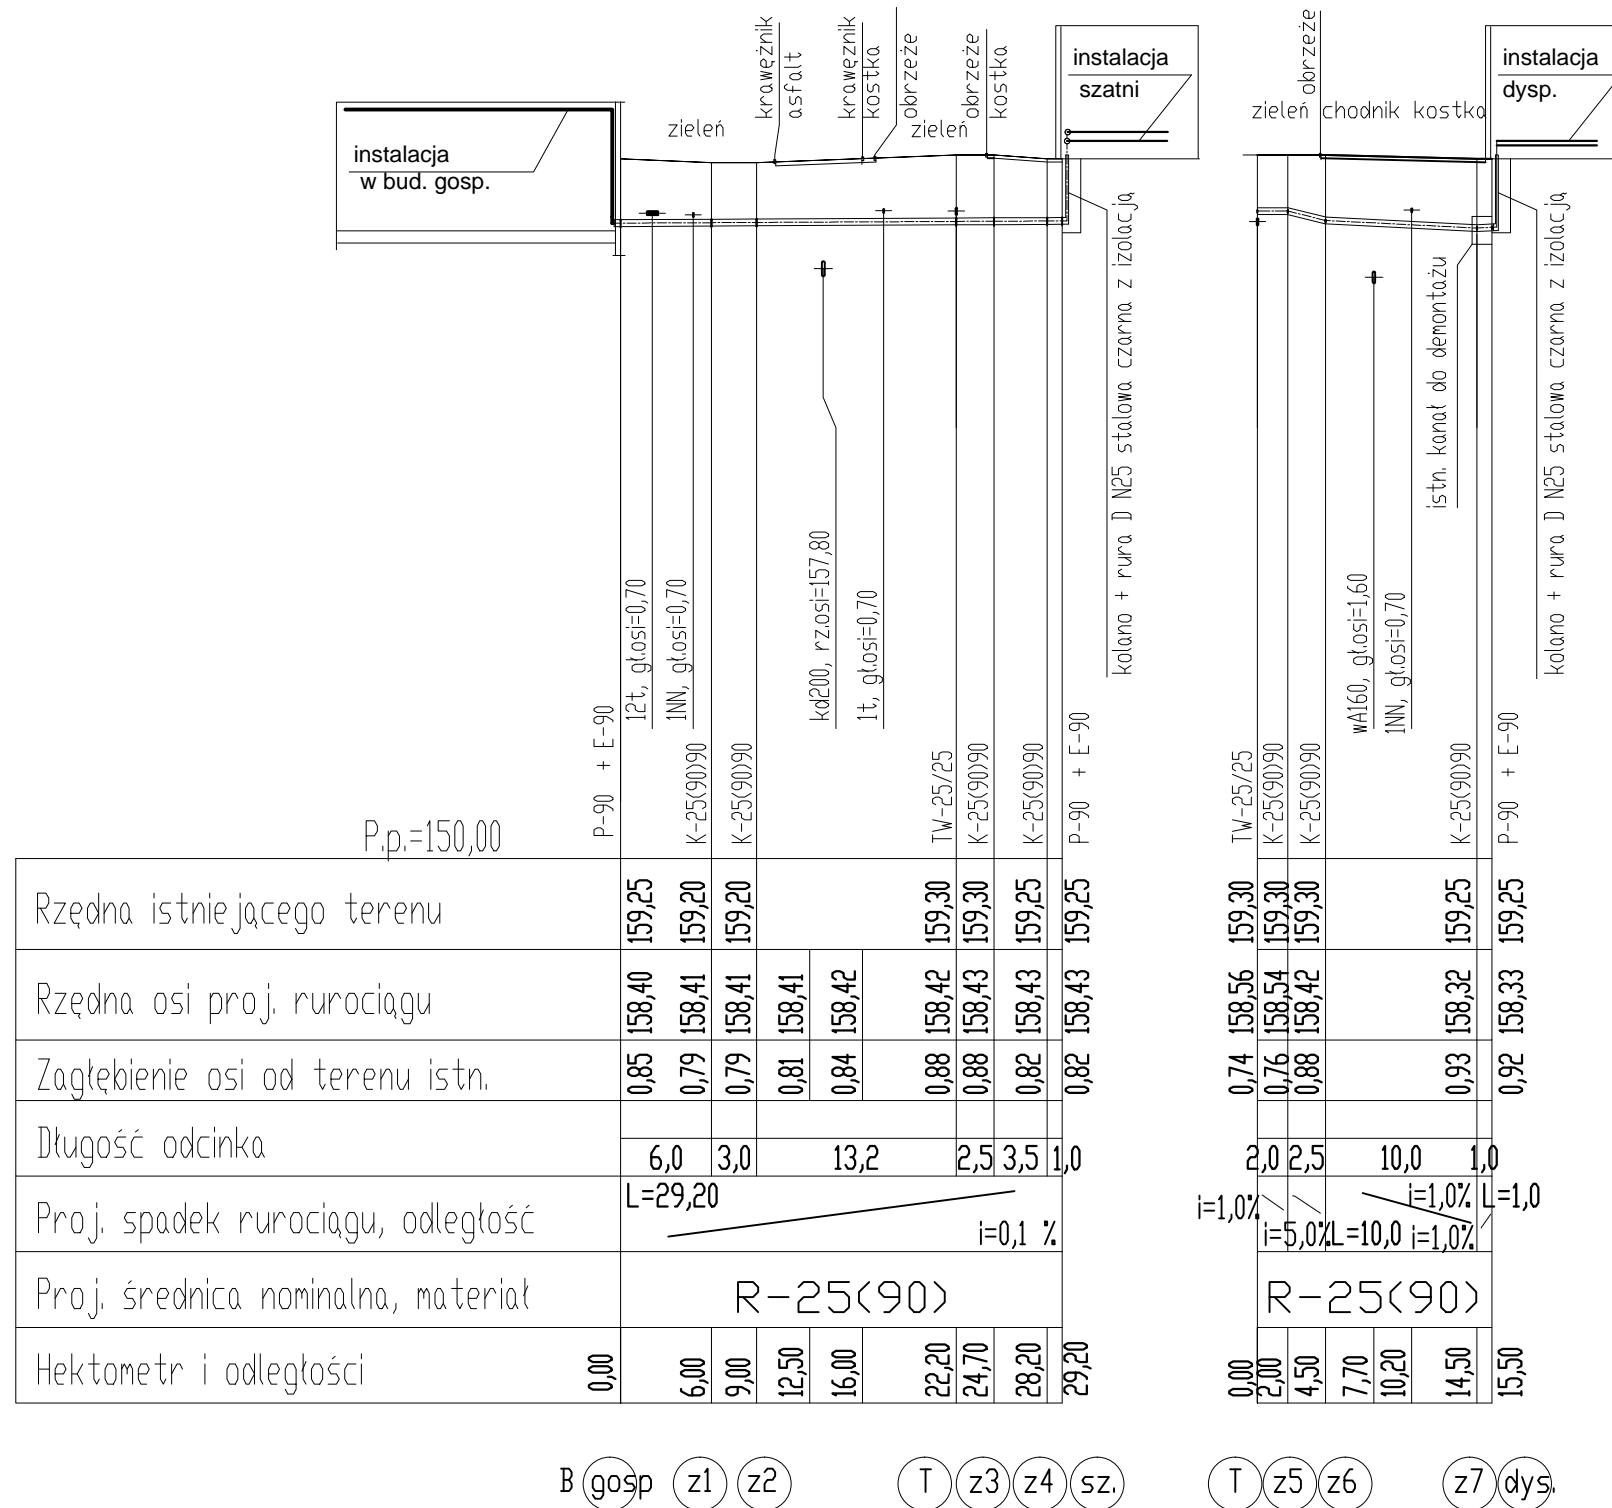 krawężnik
asfalt
krawęznik
kostka
obrzeże
obrzeże
kostka
instalacja
szatni
obrzeże
instalacja
dysp.
zieleń
zieleń
zieleń chodnik kostka
instalacja
w bud. gosp.
kolano + rura D N25 stalowa czarna z izolacją
istn. kanał do demontażu
kolano + rura D N25 stalowa czarna z izolacją
P-90 + E-90
12t, gł.osi=0,70
1NN, gł.osi=0,70
K-25(90)90
K-25(90)90
kd200, rz.osi=157,80
1t, gł.osi=0,70
TW-25/25
K-25(90)90
K-25(90)90
P-90 + E-90
TW-25/25
K-25(90)90
K-25(90)90
wA160, gł.osi=1,60
1NN, gł.osi=0,70
K-25(90)90
P-90 + E-90
P.p.=150,00
Rzędna istniejącego terenu
159,25 159,20 159,20 159,30 159,30 159,25 159,25 159,30 159,30 159,30 159,25 159,25
Rzędna osi proj. rurociągu
158,40 158,41 158,41 158,41 158,42 158,42 158,43 158,43 158,43 158,56 158,54 158,42 158,32 158,33
Zagłębienie osi od terenu istn.
0,85 0,79 0,79 0,81 0,84 0,88 0,88 0,82 0,82 0,74 0,76 0,88 0,93 0,92
Długość odcinka
6,0 3,0 13,2 2,5 3,5 1,0 2,0 2,5 10,0 1,0
Proj. spadek rurociągu, odległość
L=29,20
i=0,1 %
i=1,0%
i=5,0%
L=10,0
i=1,0%
i=1,0%
L=1,0
Proj. średnica nominalna, materiał
R-25(90) R-25(90)
Hektometr i odległości
0,00 6,00 9,00 12,50 16,00 22,20 24,70 28,20 29,20 0,00 2,00 4,50 7,70 10,20 14,50 15,50
B gosp z1 z2 T z3 z4 sz. T z5 z6 z7 dys.